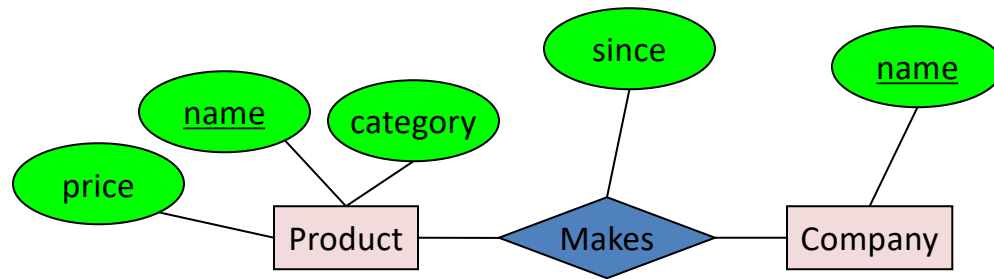 since
name
name
category
price
Product
Makes
Company